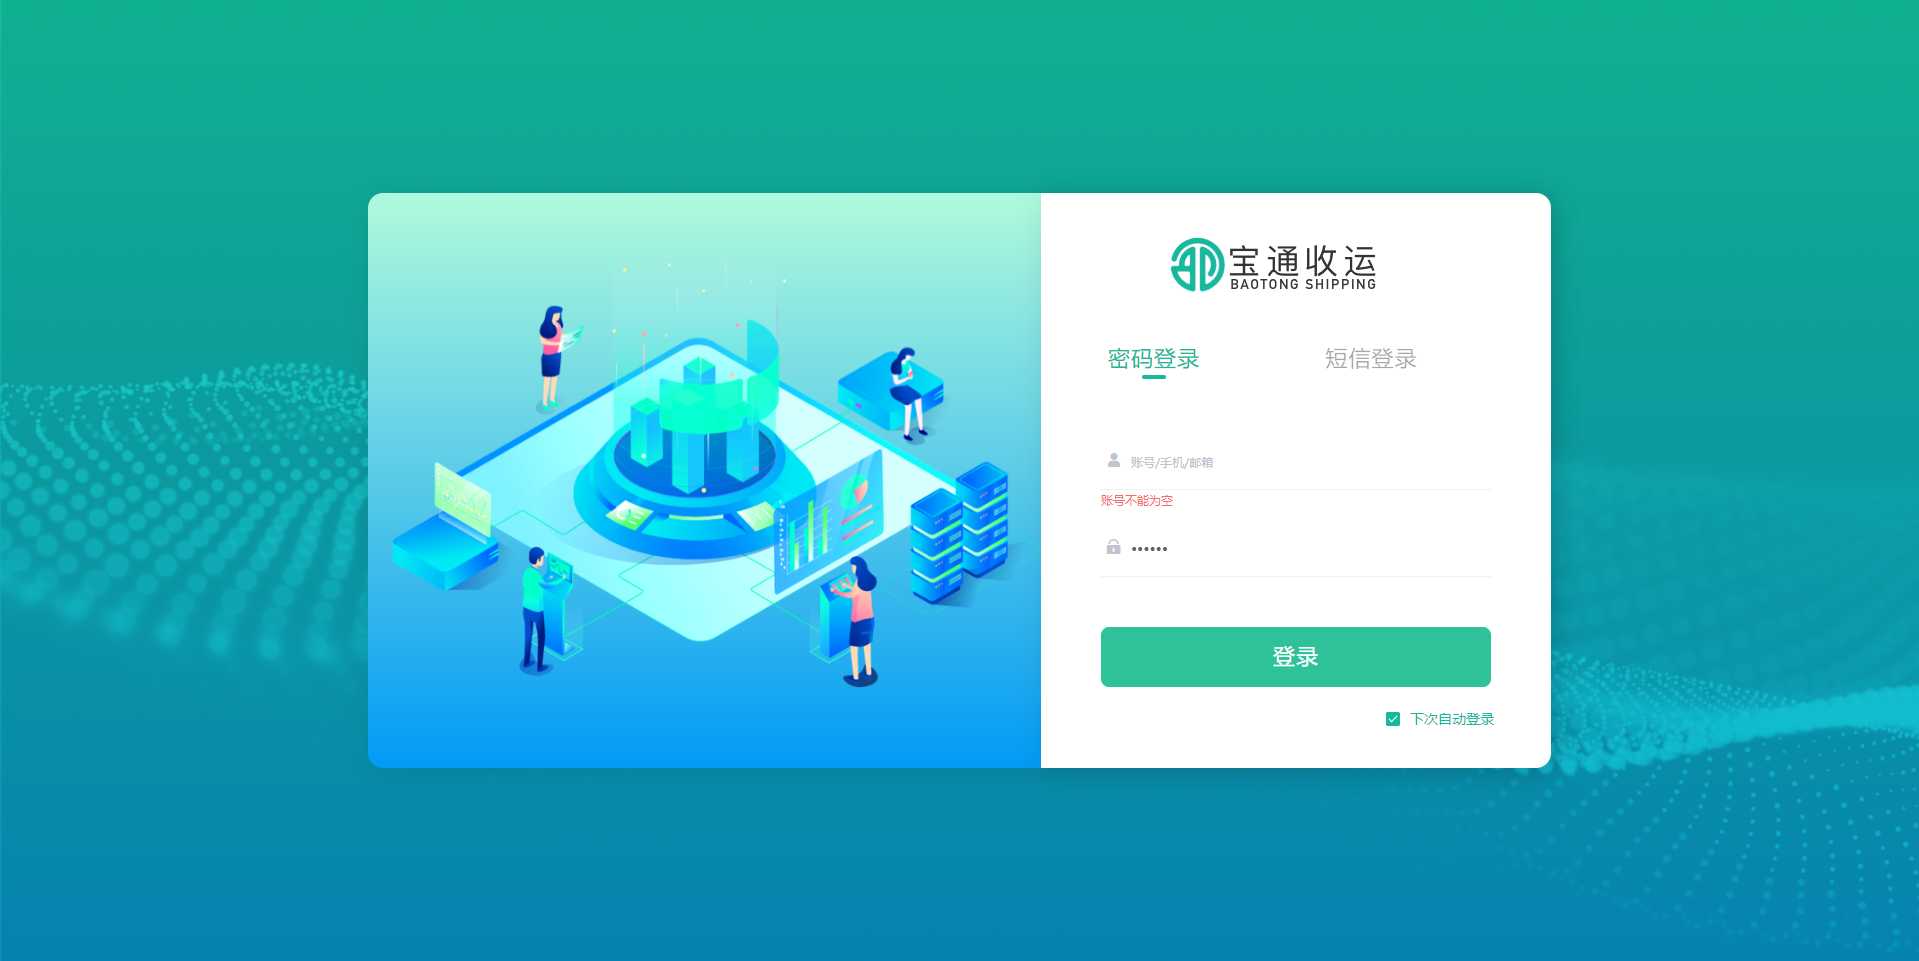 宝通收运
BAOTONG SHIPPING
密码登录
短信登录
账号/手机/邮箱
账号不能为空
••••••
登录
下次自动登录